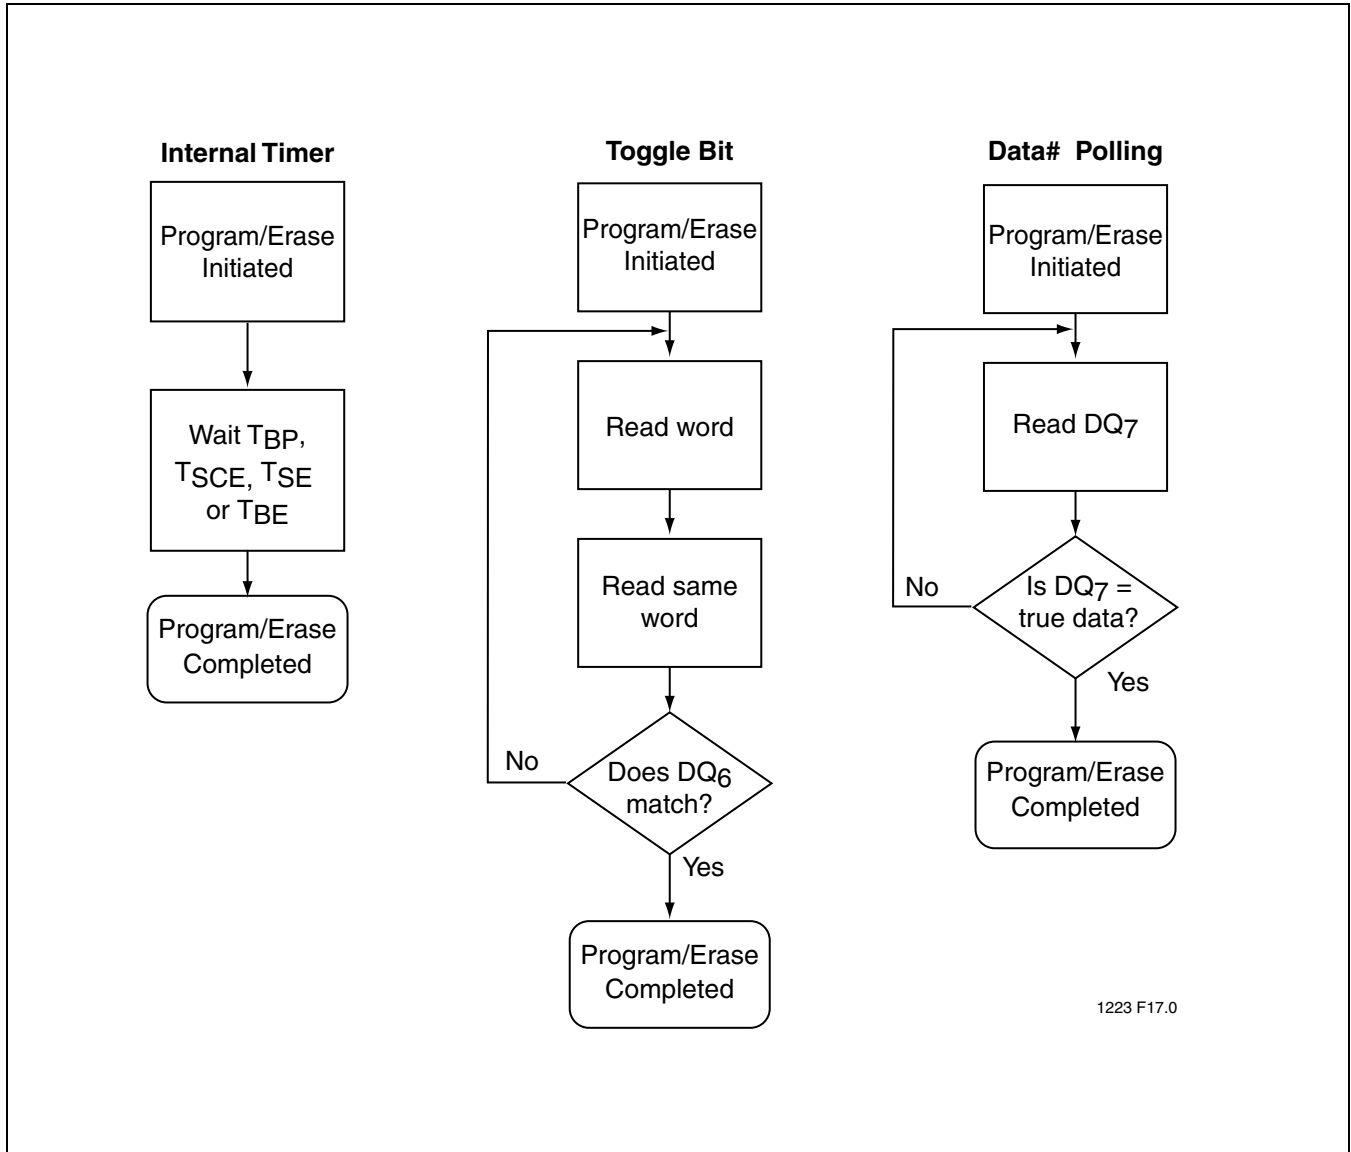 Internal Timer
Program/Erase
Initiated
Wait TBP,
TSCE, TSE
or TBE
Program/Erase
Completed
Toggle Bit
Program/Erase
Initiated
Read word
Read same
word
Does DQ6
match?
No
Yes
Program/Erase
Completed
Data# Polling
Program/Erase
Initiated
Read DQ7
Is DQ7 =
true data?
No
Yes
Program/Erase
Completed
1223 F17.0